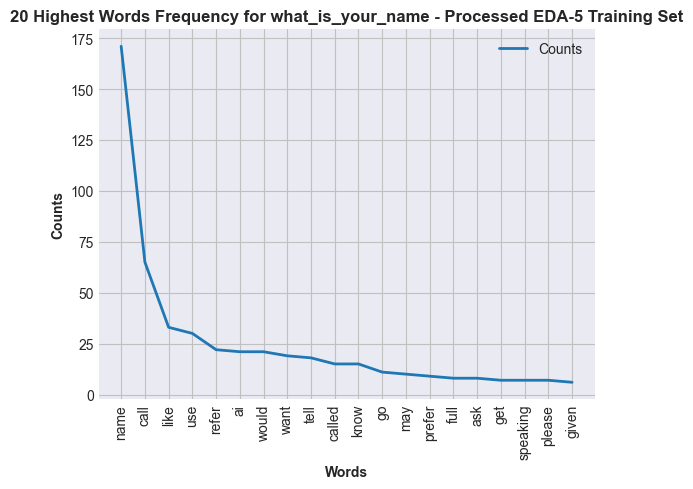 20 Highest Words Frequency for what_is_your_name - Processed EDA-5 Training Set
Counts
175
150
125
100
75
50
25
0
Counts
name
call
like
use
refer
ai
would
want
tell
called
know
go
may
prefer
full
ask
get
speaking
please
given
Words